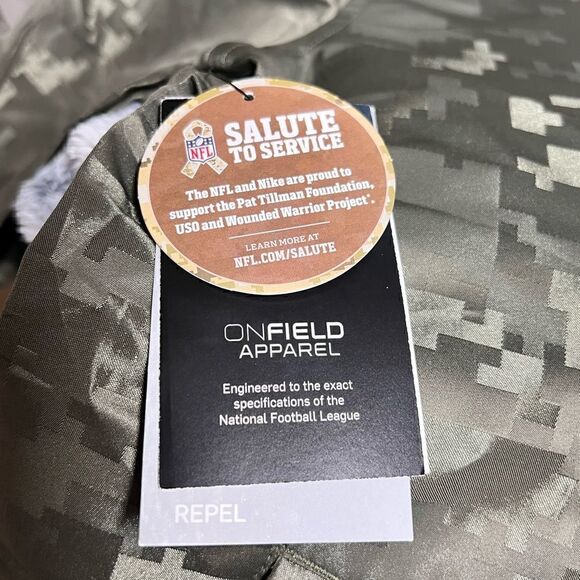 NFL
SALUTE
TO SERVICE
The NFL and Nike are proud to
support the Pat Tillman Foundation,
USO and Wounded Warrior Project®.
LEARN MORE AT
NFL.COM/SALUTE
ONFIELD
APPAREL
Engineered to the exact
specifications of the
National Football League
REPEL